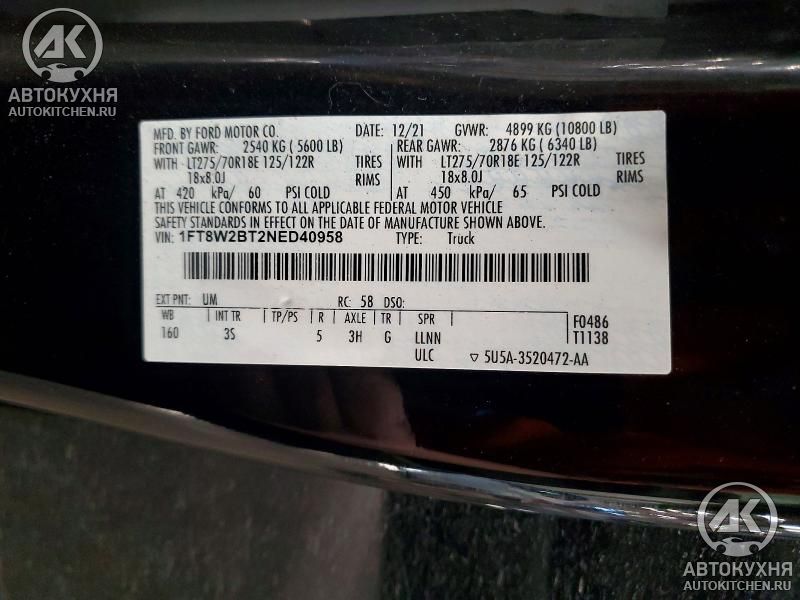 АК
АВТОКУХНЯ
AUTOKITCHEN.RU
MFD. BY FORD MOTOR CO. DATE: 12/21 GVWR: 4899 KG (10800 LB)
FRONT GAWR: 2540 KG ( 5600 LB) REAR GAWR: 2876 KG ( 6340 LB)
WITH LT275/70R18E 125/122R TIRES WITH LT275/70R18E 125/122R TIRES
18x8.0J RIMS 18x8.0J RIMS
AT 420 kPa/ 60 PSI COLD AT 450 kPa/ 65 PSI COLD
THIS VEHICLE CONFORMS TO ALL APPLICABLE FEDERAL MOTOR VEHICLE
SAFETY STANDARDS IN EFFECT ON THE DATE OF MANUFACTURE SHOWN ABOVE.
VIN: 1FT8W2BT2NED40958 TYPE: Truck
EXT PNT: UM RC: 58 DSO:
WB INT TR TP/PS R AXLE TR SPR F0486
160 3S 5 3H G LLNN T1138
ULC ▽ 5U5A-3520472-AA
АК
АВТОКУХНЯ
AUTOKITCHEN.RU